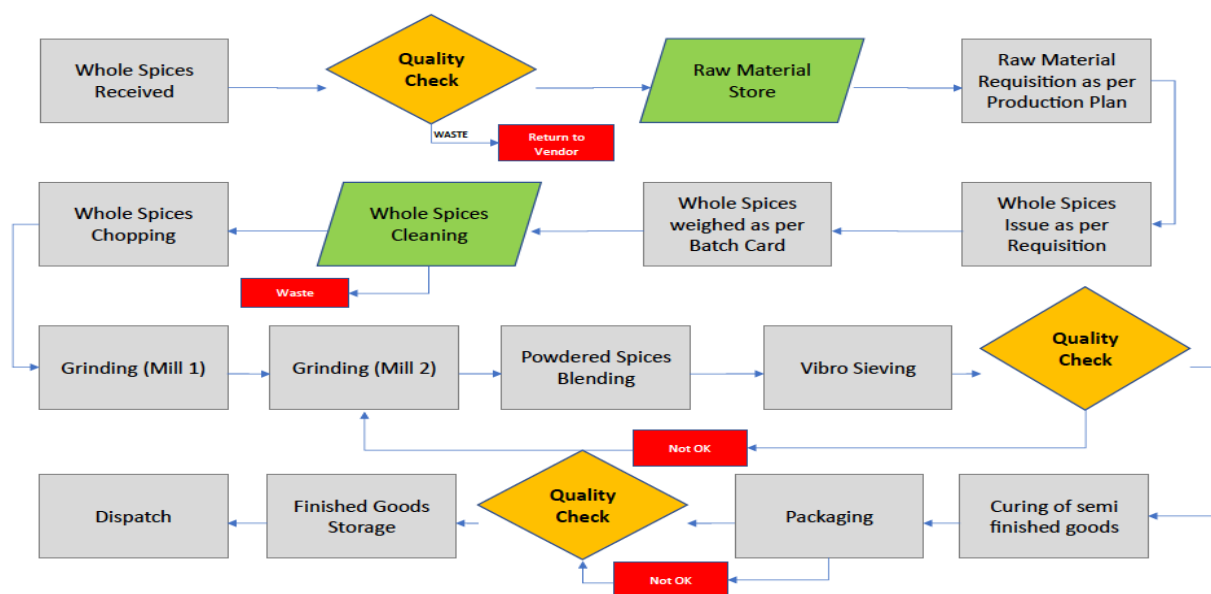 Whole Spices
Received
Quality
Check
Raw Material
Store
Raw Material
Requisition as per
Production Plan
WASTE
Return to
Vendor
Whole Spices
Chopping
Whole Spices
Cleaning
Whole Spices
weighed as per
Batch Card
Whole Spices
Issue as per
Requisition
Waste
Grinding (Mill 1)
Grinding (Mill 2)
Powdered Spices
Blending
Vibro Sieving
Quality
Check
Not OK
Dispatch
Finished Goods
Storage
Quality
Check
Packaging
Curing of semi
finished goods
Not OK